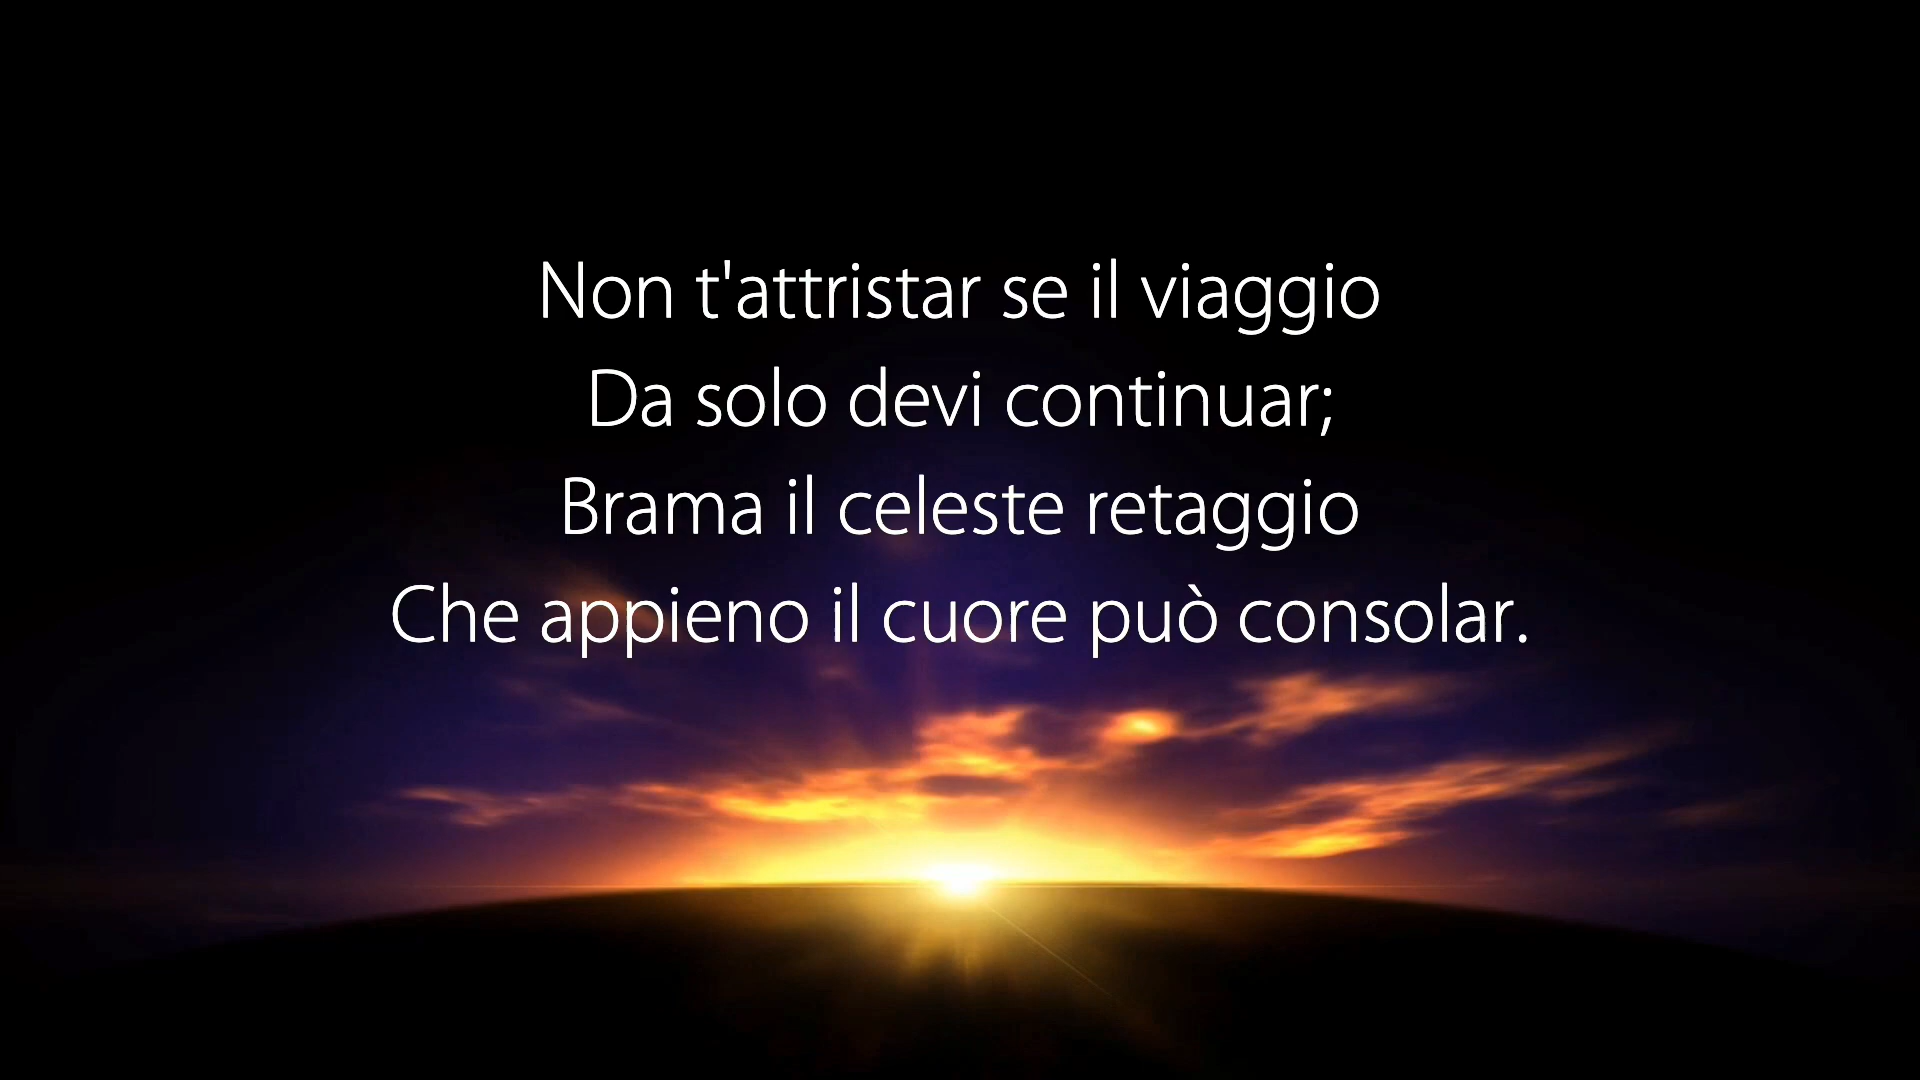 Non t'attristar se il viaggio
Da solo devi continuar;
Brama il celeste retaggio
Che appieno il cuore può consolar.